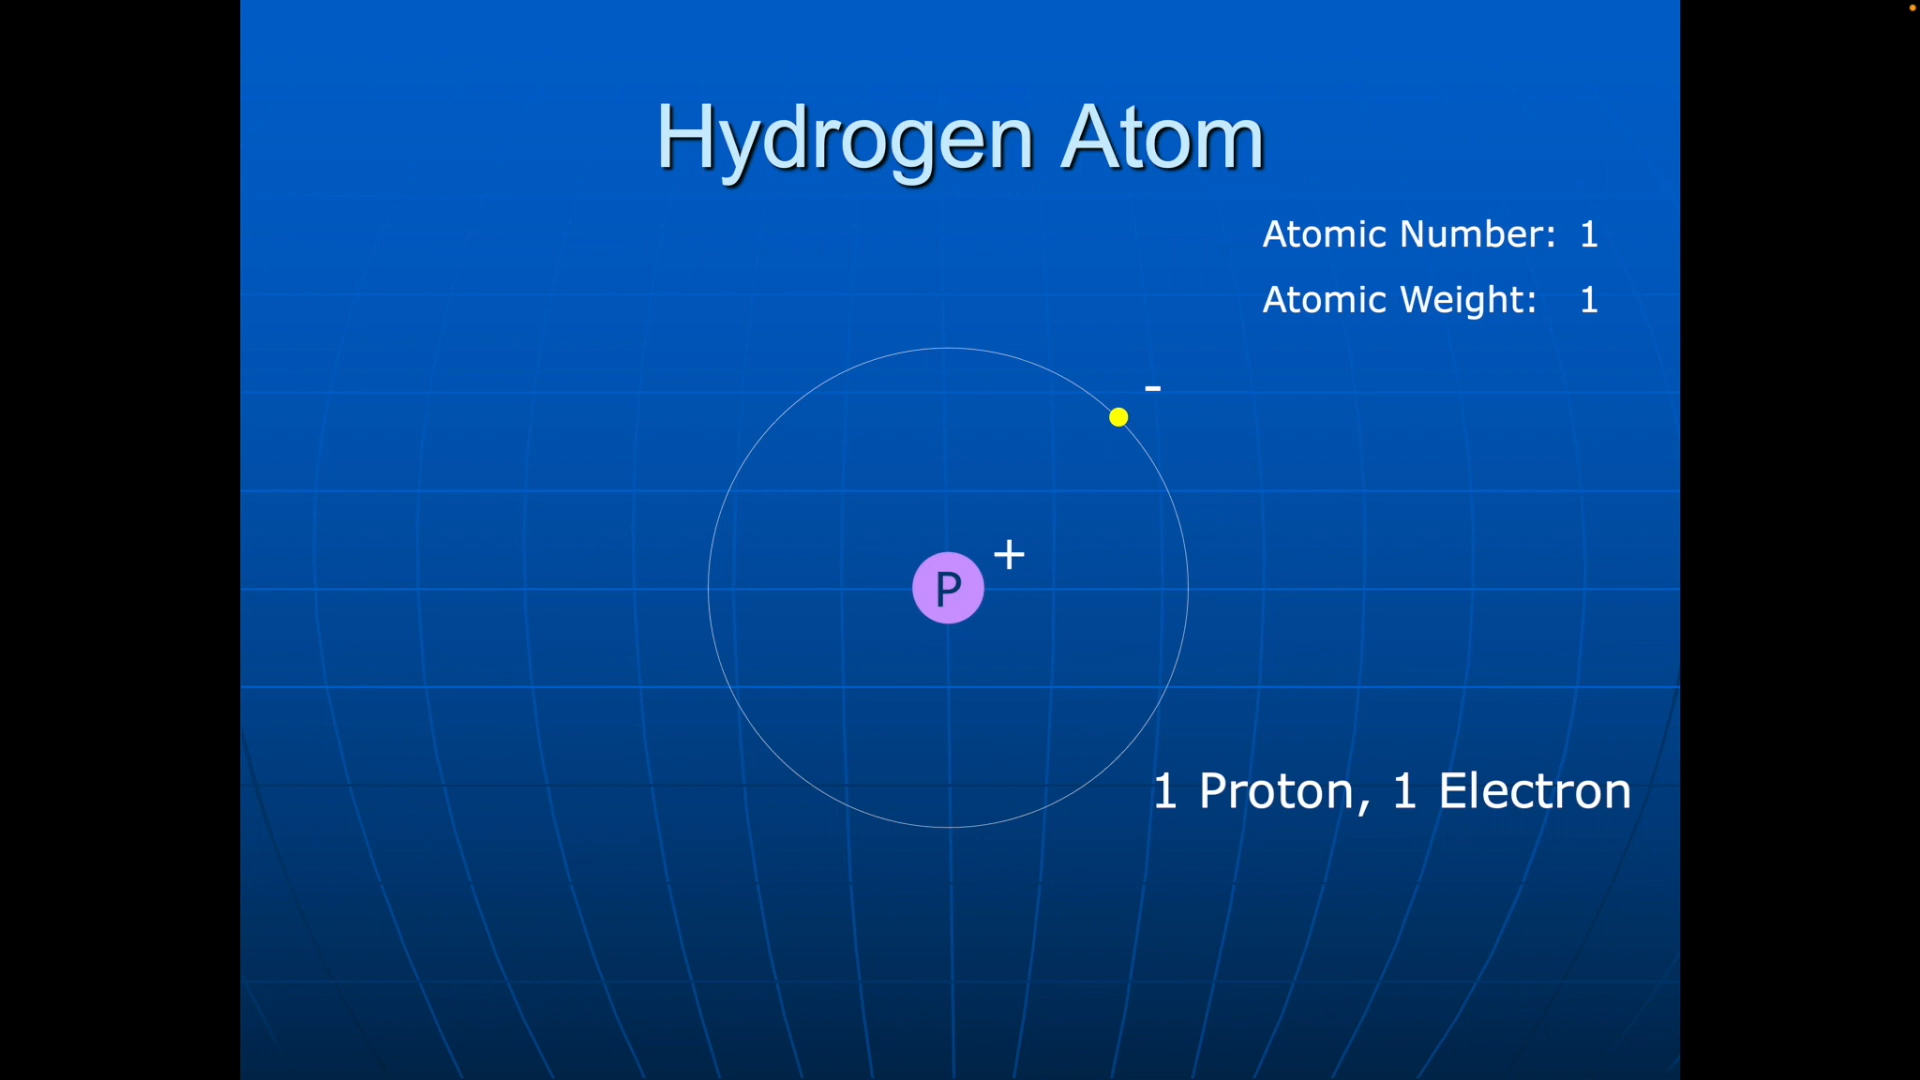 Hydrogen Atom
Atomic Number: 1
Atomic Weight: 1
-
+
P
1 Proton, 1 Electron